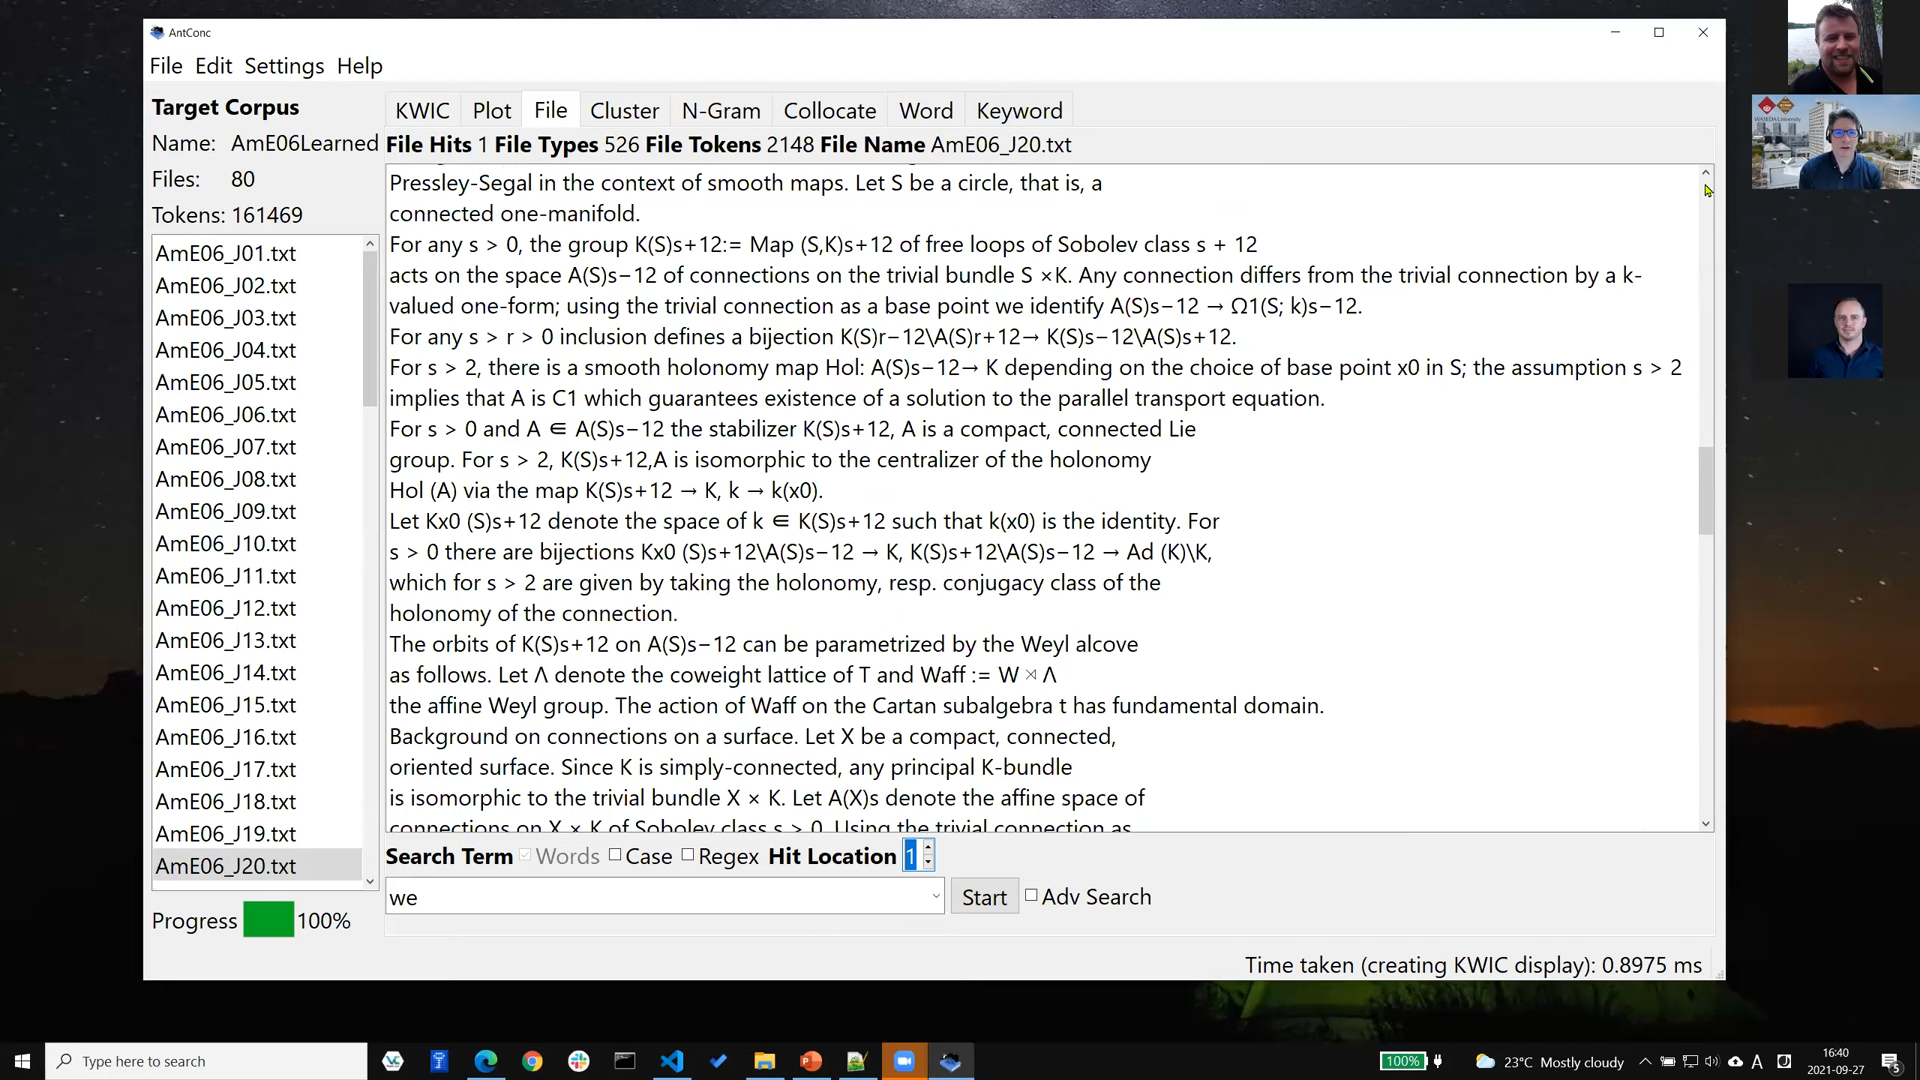 AntConc
File Edit Settings Help
Target Corpus
Name: AmE06Learned
Files: 80
Tokens: 161469
AmE06_J01.txt
AmE06_J02.txt
AmE06_J03.txt
AmE06_J04.txt
AmE06_J05.txt
AmE06_J06.txt
AmE06_J07.txt
AmE06_J08.txt
AmE06_J09.txt
AmE06_J10.txt
AmE06_J11.txt
AmE06_J12.txt
AmE06_J13.txt
AmE06_J14.txt
AmE06_J15.txt
AmE06_J16.txt
AmE06_J17.txt
AmE06_J18.txt
AmE06_J19.txt
AmE06_J20.txt
Progress 100%
KWIC Plot File Cluster N-Gram Collocate Word Keyword
File Hits 1 File Types 526 File Tokens 2148 File Name AmE06_J20.txt
Pressley-Segal in the context of smooth maps. Let S be a circle, that is, a
connected one-manifold.
For any s > 0, the group K(S)s+12:= Map (S,K)s+12 of free loops of Sobolev class s + 12
acts on the space A(S)s−12 of connections on the trivial bundle S ×K. Any connection differs from the trivial connection by a k-
valued one-form; using the trivial connection as a base point we identify A(S)s−12 → Ω1(S; k)s−12.
For any s > r > 0 inclusion defines a bijection K(S)r−12\A(S)r+12→ K(S)s−12\A(S)s+12.
For s > 2, there is a smooth holonomy map Hol: A(S)s−12→ K depending on the choice of base point x0 in S; the assumption s > 2
implies that A is C1 which guarantees existence of a solution to the parallel transport equation.
For s > 0 and A ∈ A(S)s−12 the stabilizer K(S)s+12, A is a compact, connected Lie
group. For s > 2, K(S)s+12,A is isomorphic to the centralizer of the holonomy
Hol (A) via the map K(S)s+12 → K, k → k(x0).
Let Kx0 (S)s+12 denote the space of k ∈ K(S)s+12 such that k(x0) is the identity. For
s > 0 there are bijections Kx0 (S)s+12\A(S)s−12 → K, K(S)s+12\A(S)s−12 → Ad (K)\K,
which for s > 2 are given by taking the holonomy, resp. conjugacy class of the
holonomy of the connection.
The orbits of K(S)s+12 on A(S)s−12 can be parametrized by the Weyl alcove
as follows. Let Λ denote the coweight lattice of T and Waff := W ⋊ Λ
the affine Weyl group. The action of Waff on the Cartan subalgebra t has fundamental domain.
Background on connections on a surface. Let X be a compact, connected,
oriented surface. Since K is simply-connected, any principal K-bundle
is isomorphic to the trivial bundle X × K. Let A(X)s denote the affine space of
connections on X × K of Sobolev class s > 0. Using the trivial connection as
Search Term Words Case Regex Hit Location 1
we Start Adv Search
Time taken (creating KWIC display): 0.8975 ms
WASEDA University
Type here to search
100%
23°C Mostly cloudy
A
16:40
2021-09-27
5